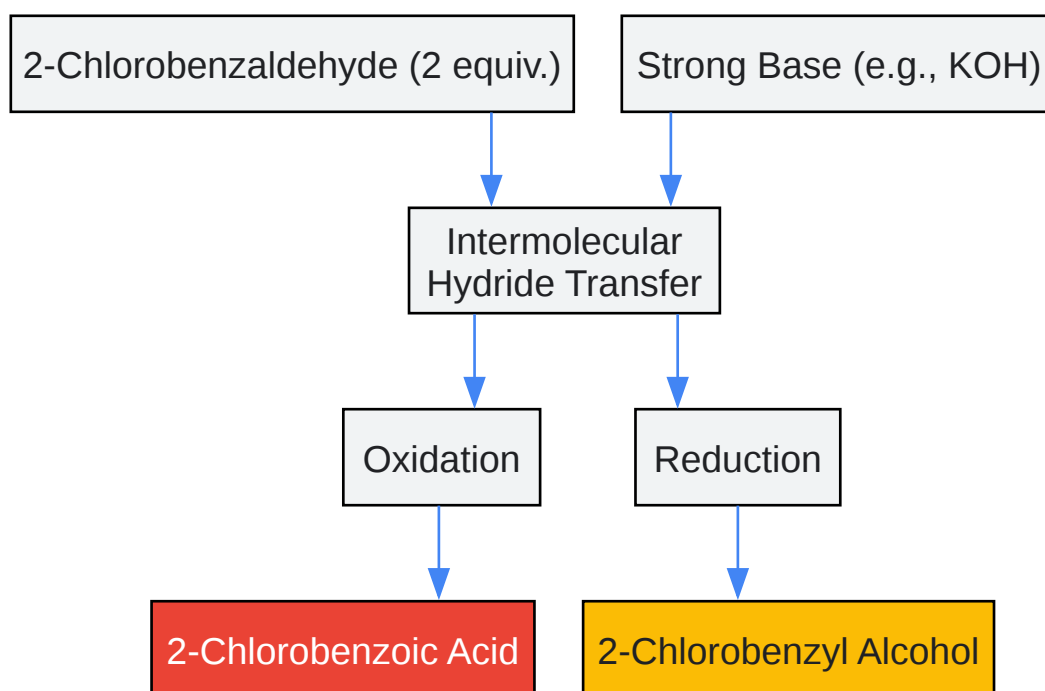 2-Chlorobenzaldehyde (2 equiv.)
Strong Base (e.g., KOH)
Intermolecular
Hydride Transfer
Oxidation
Reduction
2-Chlorobenzoic Acid
2-Chlorobenzyl Alcohol